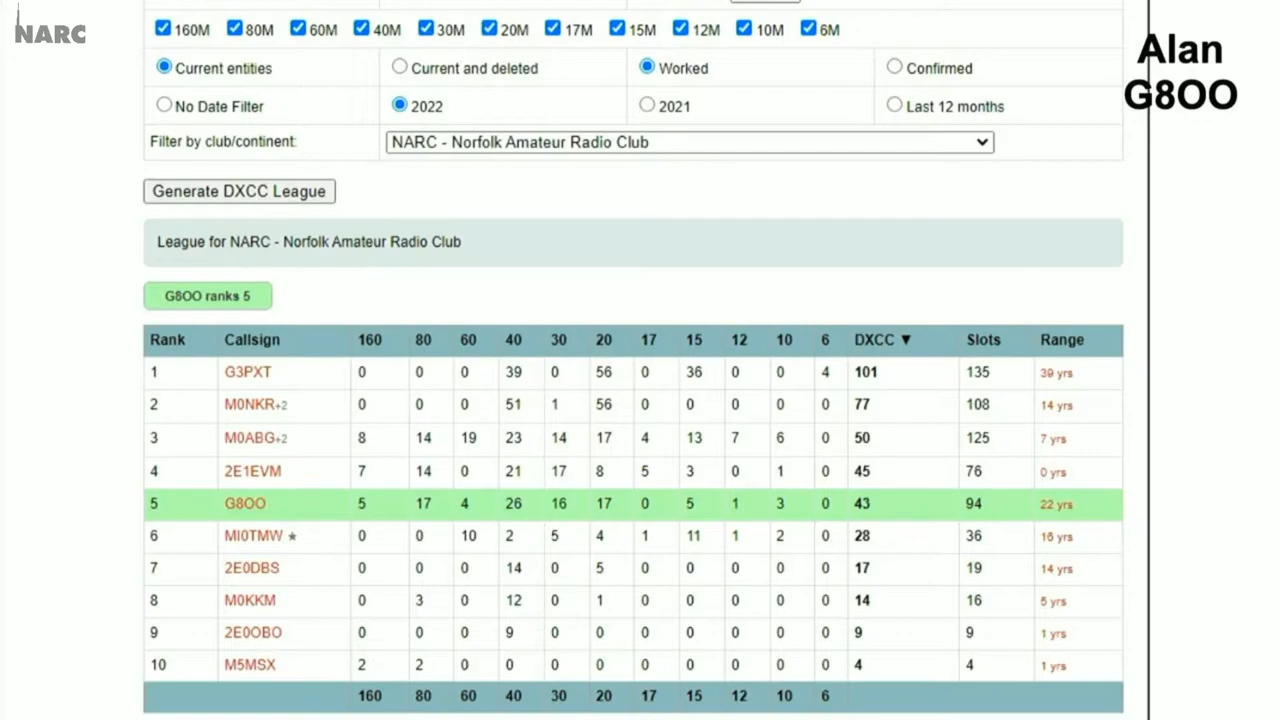 NARC
160M 80M 60M 40M 30M 20M 17M 15M 12M 10M 6M
Alan
G8OO
Current entities Current and deleted Worked Confirmed
No Date Filter 2022 2021 Last 12 months
Filter by club/continent: NARC - Norfolk Amateur Radio Club
Generate DXCC League
League for NARC - Norfolk Amateur Radio Club
G8OO ranks 5
Rank Callsign 160 80 60 40 30 20 17 15 12 10 6 DXCC ▼ Slots Range
1 G3PXT 0 0 0 39 0 56 0 36 0 0 4 101 135 39 yrs
2 M0NKR+2 0 0 0 51 1 56 0 0 0 0 0 77 108 14 yrs
3 M0ABG+2 8 14 19 23 14 17 4 13 7 6 0 50 125 7 yrs
4 2E1EVM 7 14 0 21 17 8 5 3 0 1 0 45 76 0 yrs
5 G8OO 5 17 4 26 16 17 0 5 1 3 0 43 94 22 yrs
6 MI0TMW ★ 0 0 10 2 5 4 1 11 1 2 0 28 36 16 yrs
7 2E0DBS 0 0 0 14 0 5 0 0 0 0 0 17 19 14 yrs
8 M0KKM 0 3 0 12 0 1 0 0 0 0 0 14 16 5 yrs
9 2E0OBO 0 0 0 9 0 0 0 0 0 0 0 9 9 1 yrs
10 M5MSX 2 2 0 0 0 0 0 0 0 0 0 4 4 1 yrs
160 80 60 40 30 20 17 15 12 10 6